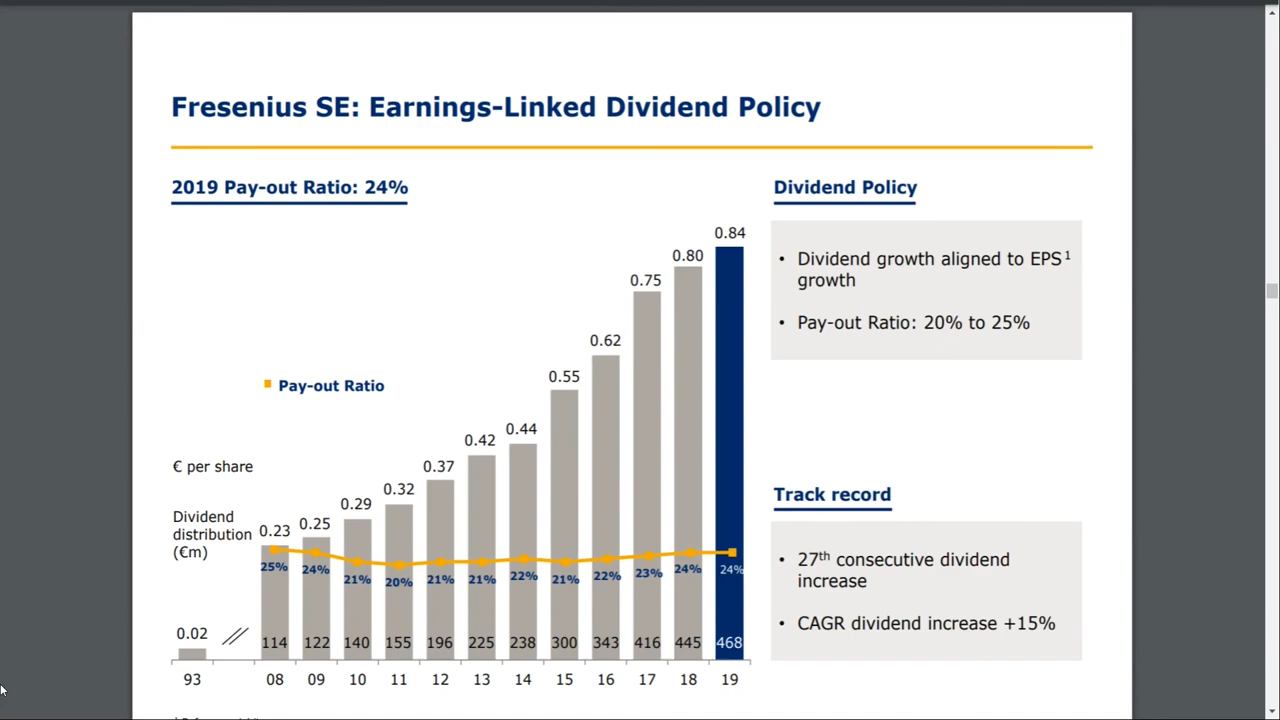 Fresenius SE: Earnings-Linked Dividend Policy
2019 Pay-out Ratio: 24%
0.84
0.80
0.75
0.62
0.55
0.44
0.42
0.37
0.32
0.29
0.25
0.23
0.02
Pay-out Ratio
€ per share
Dividend
distribution
(€m)
25% 24% 21% 20% 21% 21% 22% 21% 22% 23% 24% 24%
114 122 140 155 196 225 238 300 343 416 445 468
93 08 09 10 11 12 13 14 15 16 17 18 19
Dividend Policy
• Dividend growth aligned to EPS¹
growth
• Pay-out Ratio: 20% to 25%
Track record
• 27th consecutive dividend
increase
• CAGR dividend increase +15%